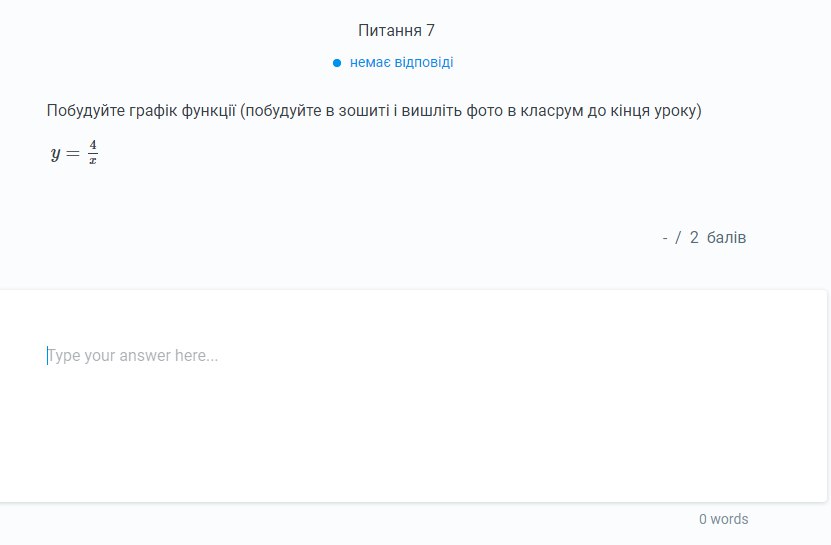 Питання 7
немає відповіді
Побудуйте графік функції (побудуйте в зошиті і вишліть фото в класрум до кінця уроку)
y = 4/x
- / 2 балів
Type your answer here...
0 words